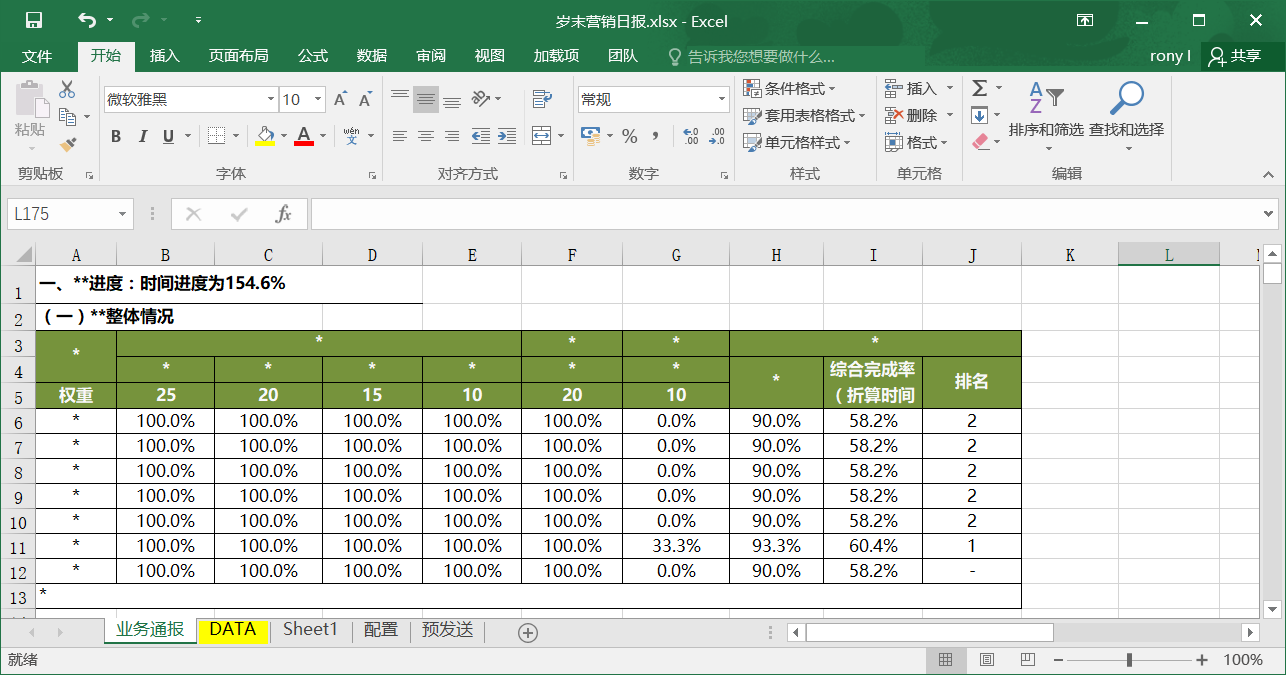 岁末营销日报.xlsx - Excel
文件 开始 插入 页面布局 公式 数据 审阅 视图 加载项 团队 告诉我您想要做什么... rony l 共享
微软雅黑 10 常规 条件格式 插入
粘贴 套用表格格式 删除 排序和筛选 查找和选择
B I U A wén 文 % , 单元格样式 格式
剪贴板 字体 对齐方式 数字 样式 单元格 编辑
L175 fx
A B C D E F G H I J K L
1 一、**进度：时间进度为154.6%
2 （一）**整体情况
3 * * * * *
4 * * * * * * * 综合完成率 排名
5 权重 25 20 15 10 20 10 （折算时间
6 * 100.0% 100.0% 100.0% 100.0% 100.0% 0.0% 90.0% 58.2% 2
7 * 100.0% 100.0% 100.0% 100.0% 100.0% 0.0% 90.0% 58.2% 2
8 * 100.0% 100.0% 100.0% 100.0% 100.0% 0.0% 90.0% 58.2% 2
9 * 100.0% 100.0% 100.0% 100.0% 100.0% 0.0% 90.0% 58.2% 2
10 * 100.0% 100.0% 100.0% 100.0% 100.0% 0.0% 90.0% 58.2% 2
11 * 100.0% 100.0% 100.0% 100.0% 100.0% 33.3% 93.3% 60.4% 1
12 * 100.0% 100.0% 100.0% 100.0% 100.0% 0.0% 90.0% 58.2% -
13 *
业务通报 DATA Sheet1 配置 预发送
就绪 100%